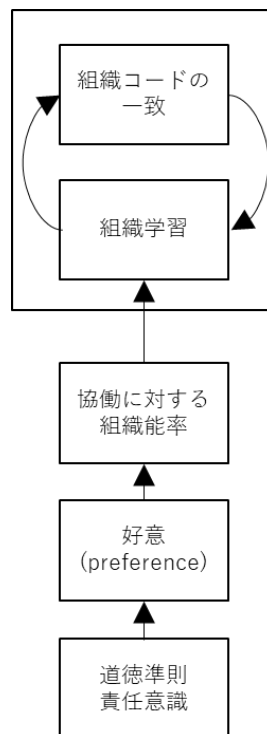 組織コードの
一致
組織学習
協働に対する
組織能率
好意
(preference)
道徳準則
責任意識